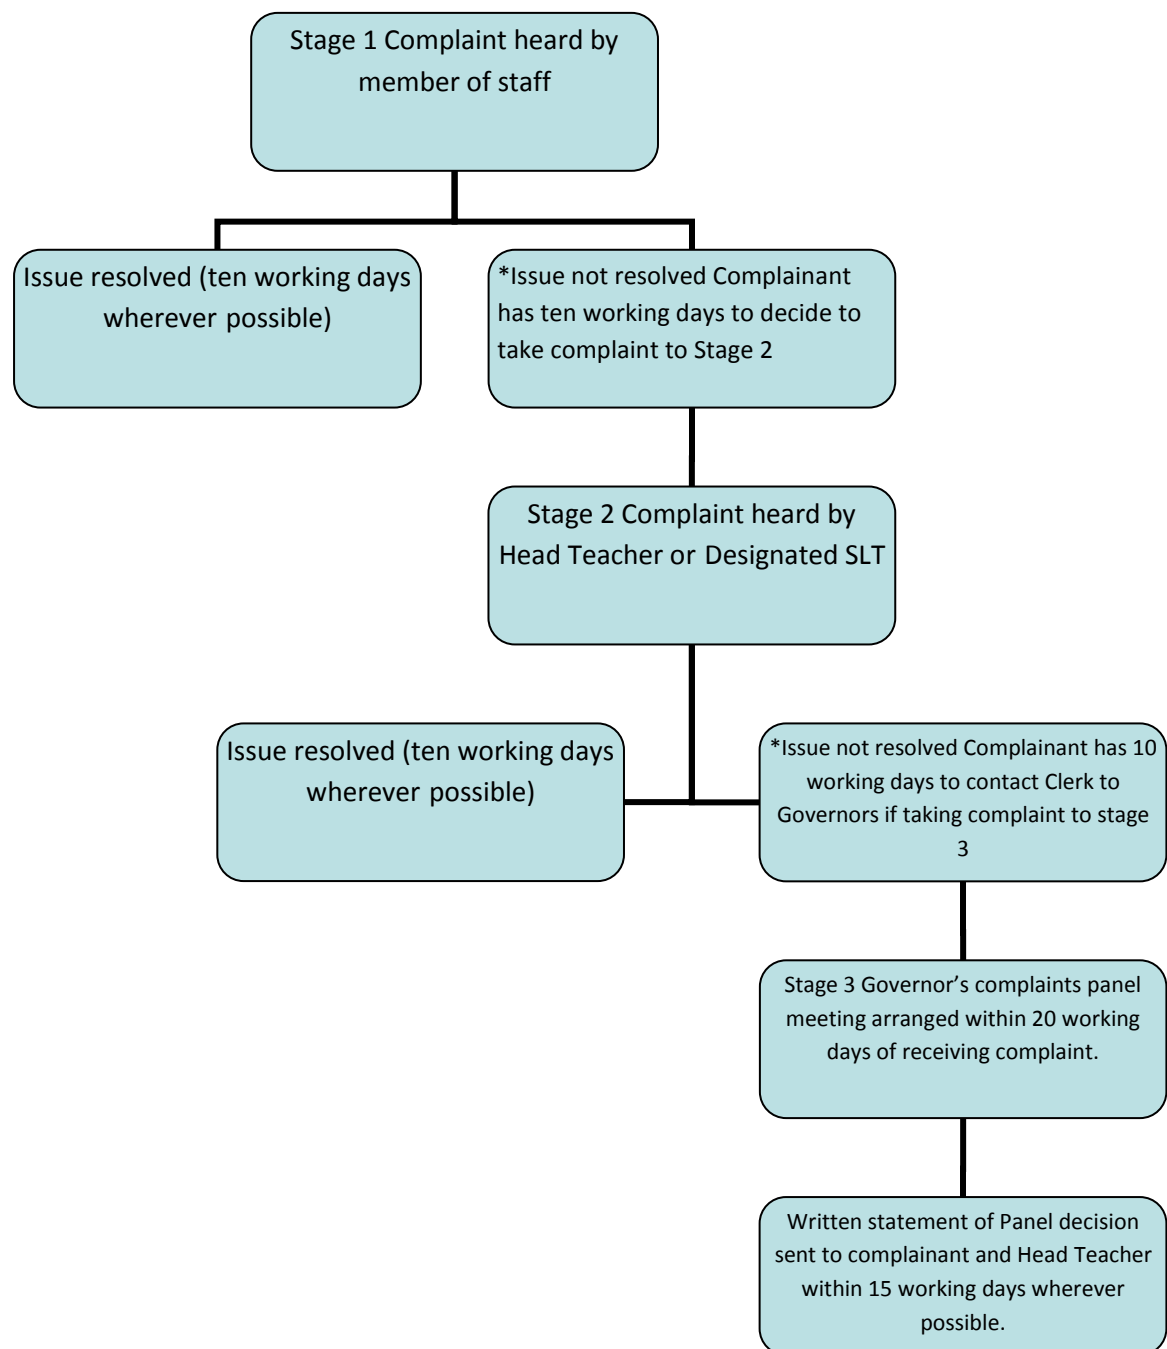 Stage 1 Complaint heard by
member of staff
Issue resolved (ten working days
wherever possible)
*Issue not resolved Complainant
has ten working days to decide to
take complaint to Stage 2
Stage 2 Complaint heard by
Head Teacher or Designated SLT
Issue resolved (ten working days
wherever possible)
*Issue not resolved Complainant has 10
working days to contact Clerk to
Governors if taking complaint to stage
3
Stage 3 Governor’s complaints panel
meeting arranged within 20 working
days of receiving complaint.
Written statement of Panel decision
sent to complainant and Head Teacher
within 15 working days wherever
possible.